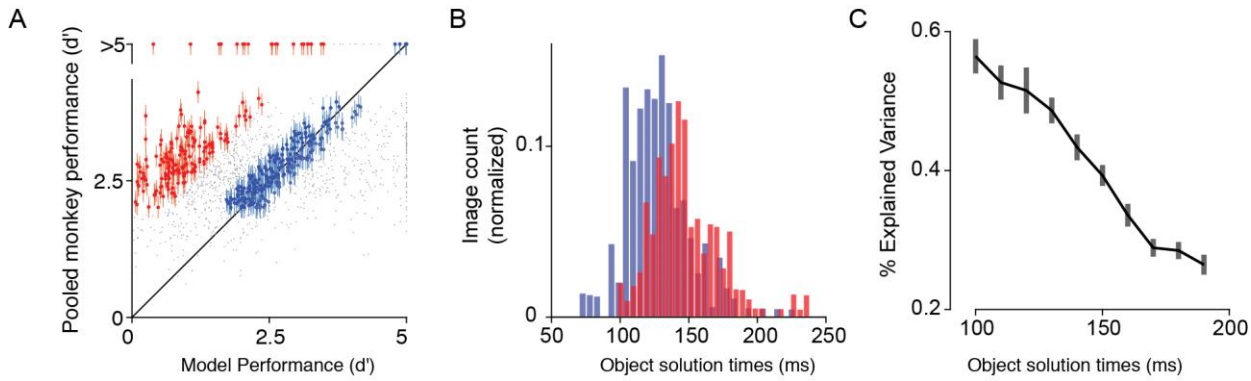 A
Pooled monkey performance (d')
>5
2.5
0
0
2.5
5
Model Performance (d')
B
Image count
(normalized)
0.1
0
50
100
150
200
250
Object solution times (ms)
C
% Explained Variance
0.6
0.4
0.2
100
150
200
Object solution times (ms)